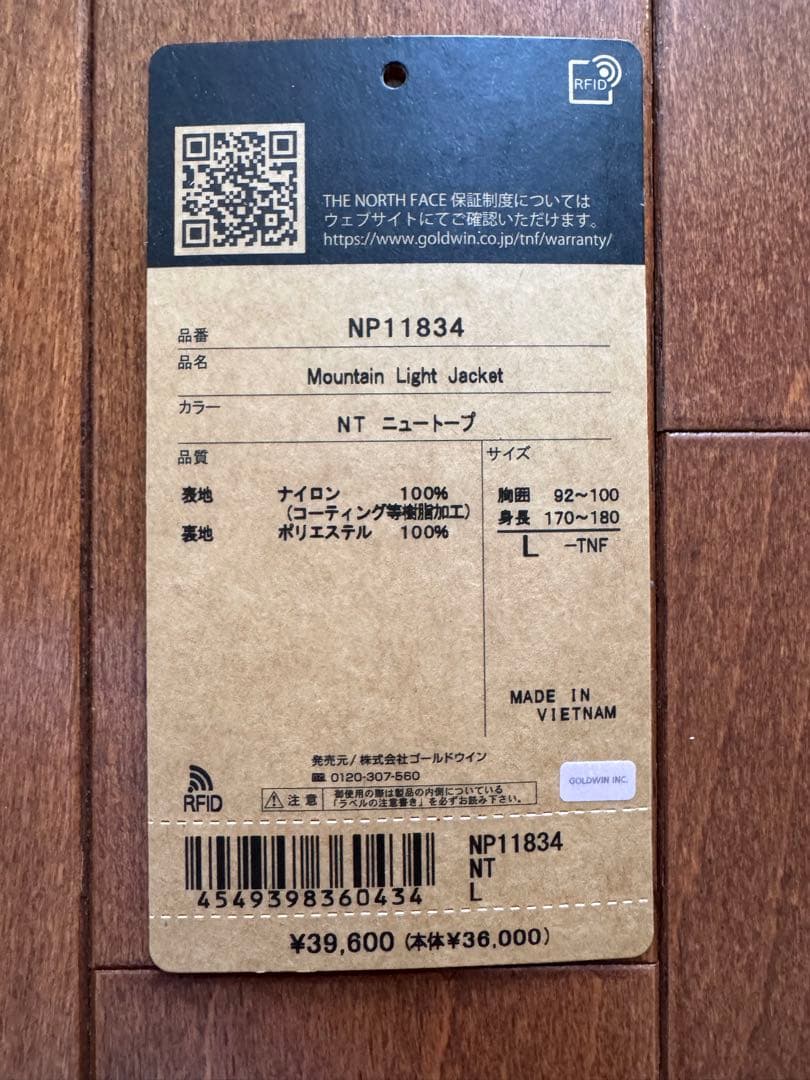 RFID
THE NORTH FACE 保証制度については
ウェブサイトにてご確認いただけます。
https://www.goldwin.co.jp/tnf/warranty/
品番 NP11834
品名
Mountain Light Jacket
カラー
NT ニュートープ
品質
表地 ナイロン 100%
(コーティング等樹脂加工)
裏地 ポリエステル 100%
サイズ
胸囲 92～100
身長 170～180
L -TNF
MADE IN
VIETNAM
発売元/株式会社ゴールドウイン
0120-307-560
RFID
注意
御使用の際は製品の内側についている
「ラベルの注意書き」を必ずお読み下さい。
GOLDWIN INC.
4549398360434
NP11834
NT
L
¥39,600 (本体¥36,000)